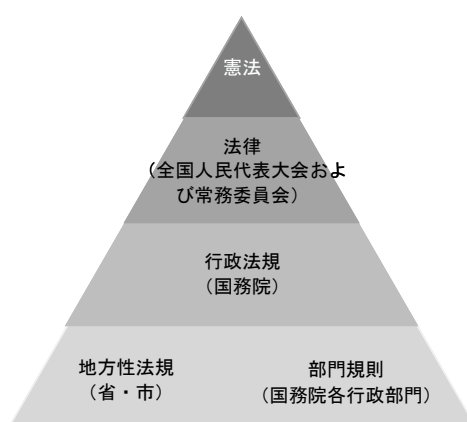 憲法
法律
（全国人民代表大会およ
び常務委員会）
行政法規
（国務院）
地方性法規
（省・市）
部門規則
（国務院各行政部門）